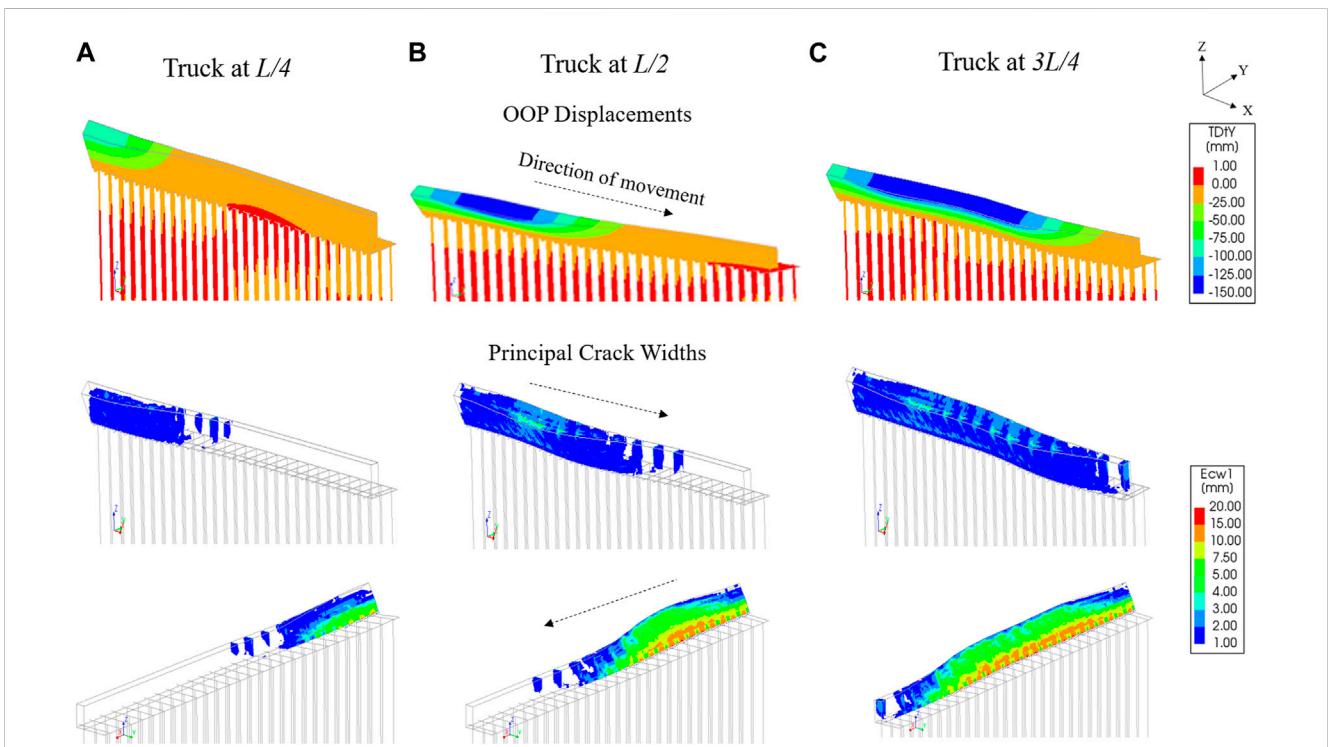 A
Truck at L/4
B
Truck at L/2
C
Truck at 3L/4
Z
Y
X
OOP Displacements
Direction of movement
TDtY
(mm)
1.00
0.00
-25.00
-50.00
-75.00
-100.00
-125.00
-150.00
Principal Crack Widths
Ecw1
(mm)
20.00
15.00
10.00
7.50
5.00
4.00
3.00
2.00
1.00